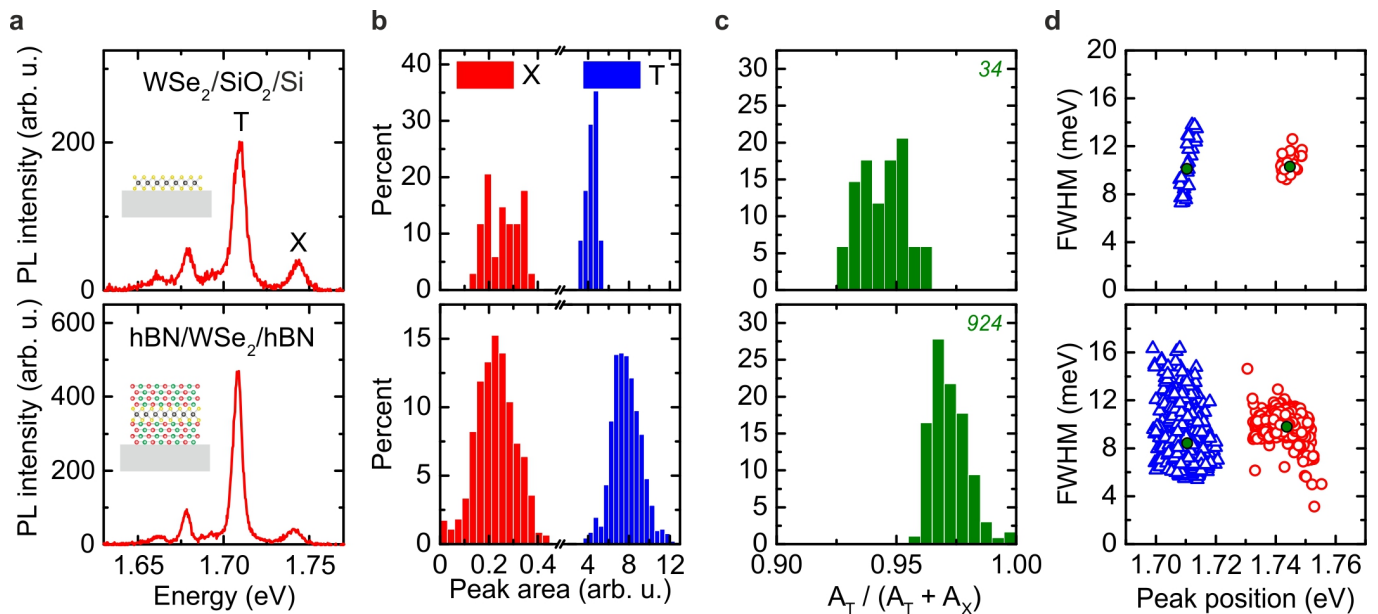 a
b
c
d
PL intensity (arb. u.)
200
0
WSe2/SiO2/Si
T
X
Percent
40
30
20
10
0
X
T
30
25
20
15
10
5
0
34
FWHM (meV)
20
16
12
8
4
0
PL intensity (arb. u.)
600
400
200
0
hBN/WSe2/hBN
1.65
1.70
1.75
Energy (eV)
Percent
15
10
5
0
0
0.2
0.4
4
8
12
Peak area (arb. u.)
30
25
20
15
10
5
0
924
0.90
0.95
1.00
AT / (AT + AX)
FWHM (meV)
16
12
8
4
0
1.70
1.72
1.74
1.76
Peak position (eV)